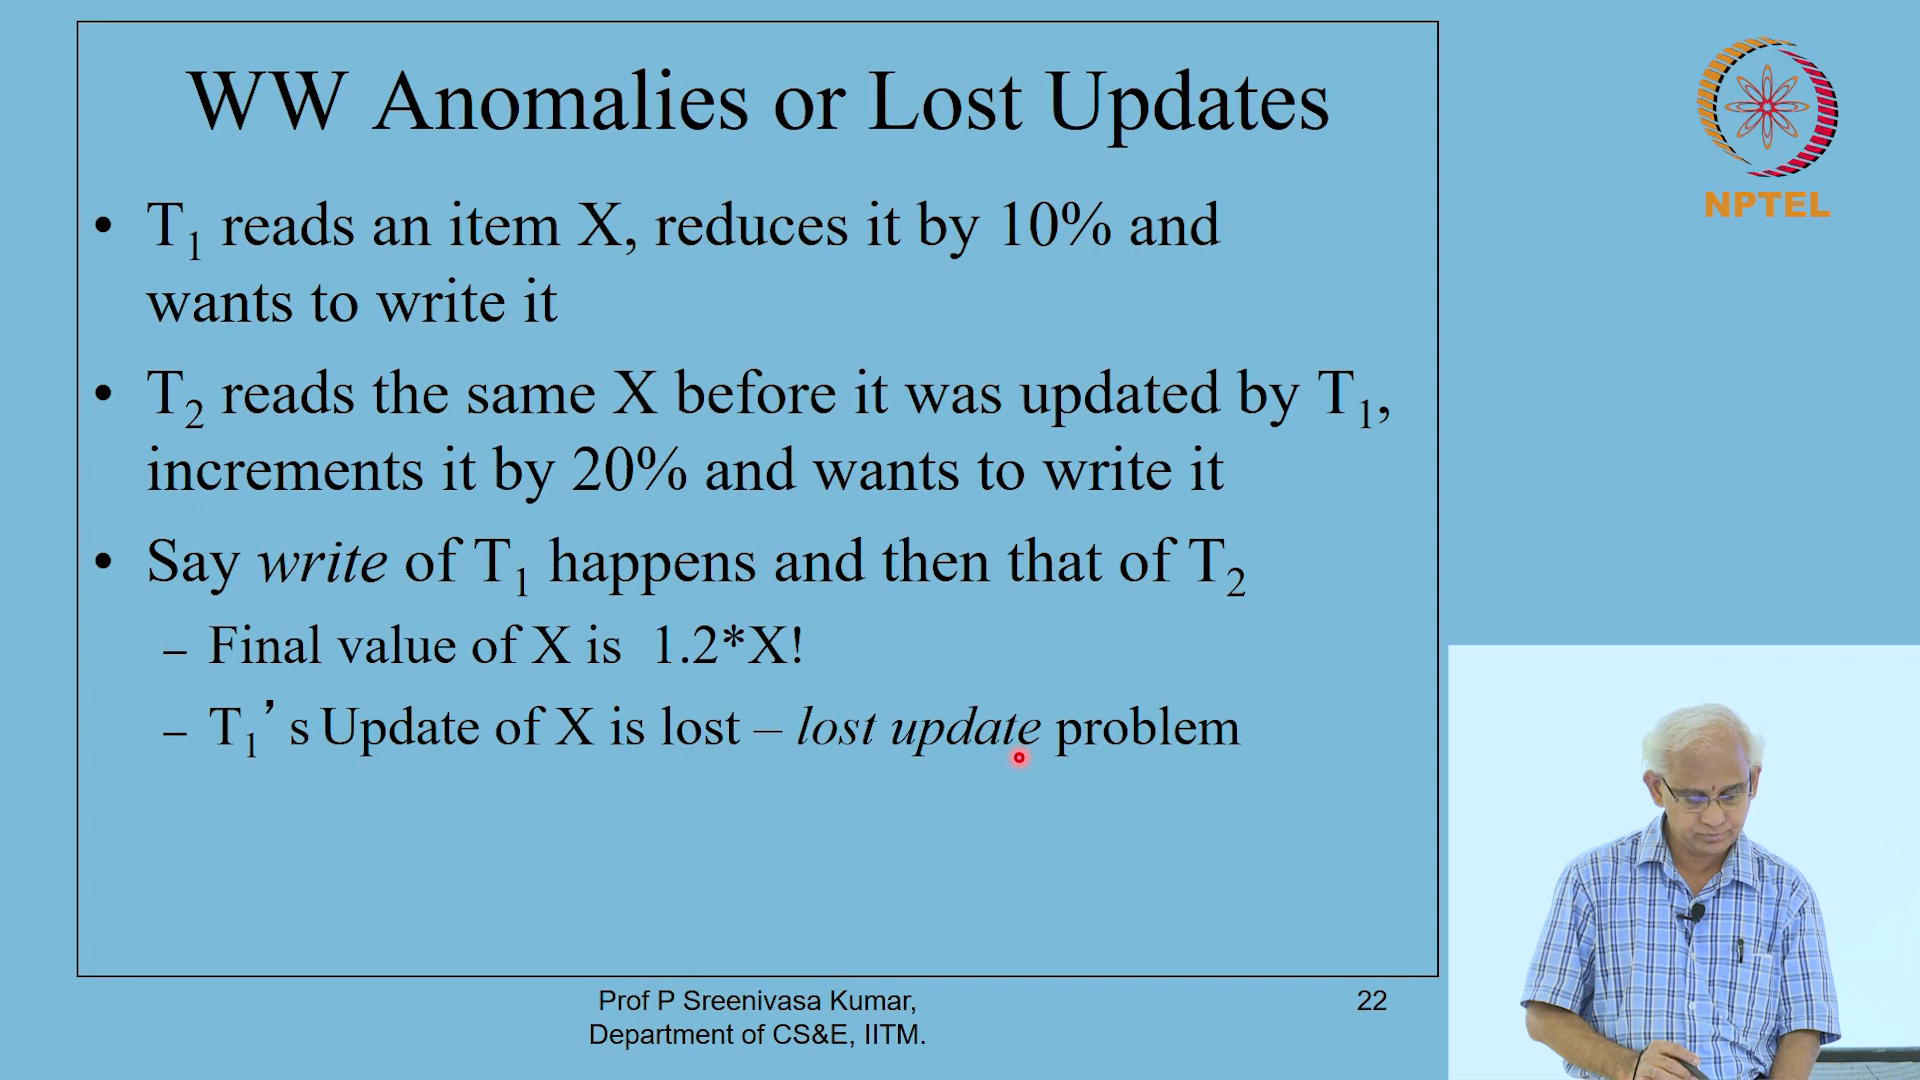 WW Anomalies or Lost Updates
• T₁ reads an item X, reduces it by 10% and
wants to write it
• T₂ reads the same X before it was updated by T₁,
increments it by 20% and wants to write it
• Say write of T₁ happens and then that of T₂
– Final value of X is 1.2*X!
– T₁’s Update of X is lost – lost update problem
Prof P Sreenivasa Kumar,
Department of CS&E, IITM.
22
NPTEL